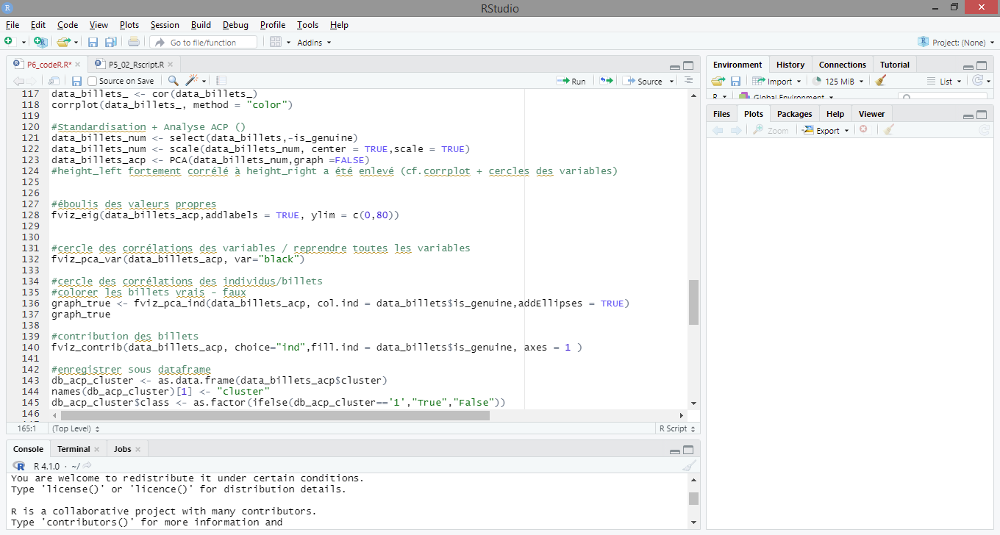 RStudio
File Edit Code View Plots Session Build Debug Profile Tools Help
Go to file/function Addins Project: (None)
P6_codeR.R* P5_02_Rscript.R
Source on Save Run Source
117 data_billets_ <- cor(data_billets_)
118 corrplot(data_billets_, method = "color")
119
120 #Standardisation + Analyse ACP ()
121 data_billets_num <- select(data_billets,-is_genuine)
122 data_billets_num <- scale(data_billets_num, center = TRUE,scale = TRUE)
123 data_billets_acp <- PCA(data_billets_num,graph =FALSE)
124 #height_left fortement corrélé à height_right a été enlevé (cf.corrplot + cercles des variables)
125
126
127 #éboulis des valeurs propres
128 fviz_eig(data_billets_acp,addlabels = TRUE, ylim = c(0,80))
129
130
131 #cercle des corrélations des variables / reprendre toutes les variables
132 fviz_pca_var(data_billets_acp, var="black")
133
134 #cercle des corrélations des individus/billets
135 #colorer les billets vrais - faux
136 graph_true <- fviz_pca_ind(data_billets_acp, col.ind = data_billets$is_genuine,addEllipses = TRUE)
137 graph_true
138
139 #contribution des billets
140 fviz_contrib(data_billets_acp, choice="ind",fill.ind = data_billets$is_genuine, axes = 1 )
141
142 #enregistrer sous dataframe
143 db_acp_cluster <- as.data.frame(data_billets_acp$cluster)
144 names(db_acp_cluster)[1] <- "cluster"
145 db_acp_cluster$class <- as.factor(ifelse(db_acp_cluster=='1',"True","False"))
146
165:1 (Top Level) R Script
Console Terminal Jobs
R 4.1.0 · ~/
You are welcome to redistribute it under certain conditions.
Type 'license()' or 'licence()' for distribution details.
R is a collaborative project with many contributors.
Type 'contributors()' for more information and
Environment History Connections Tutorial
Import 125 MiB List
R Global Environment
Files Plots Packages Help Viewer
Zoom Export